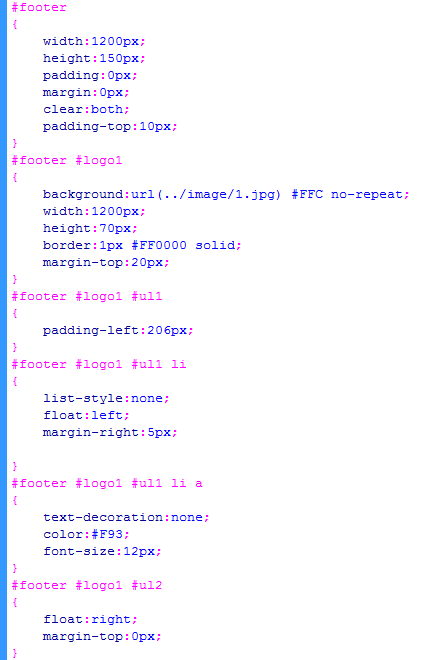 #footer
{
    width:1200px;
    height:150px;
    padding:0px;
    margin:0px;
    clear:both;
    padding-top:10px;
}
#footer #logo1
{
    background:url(../image/1.jpg) #FFC no-repeat;
    width:1200px;
    height:70px;
    border:1px #FF0000 solid;
    margin-top:20px;
}
#footer #logo1 #ul1
{
    padding-left:206px;
}
#footer #logo1 #ul1 li
{
    list-style:none;
    float:left;
    margin-right:5px;

}
#footer #logo1 #ul1 li a
{
    text-decoration:none;
    color:#F93;
    font-size:12px;
}
#footer #logo1 #ul2
{
    float:right;
    margin-top:0px;
}